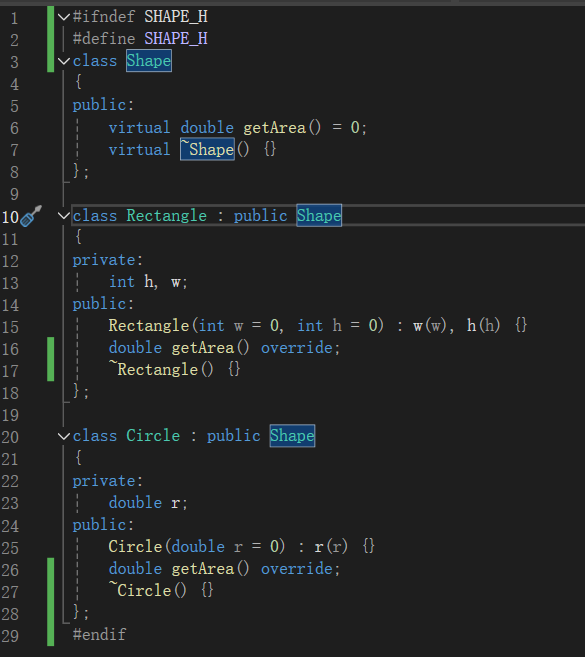 1 #ifndef SHAPE_H
2 #define SHAPE_H
3 class Shape
4 {
5 public:
6     virtual double getArea() = 0;
7     virtual ~Shape() {}
8 };
9
10 class Rectangle : public Shape
11 {
12 private:
13     int h, w;
14 public:
15     Rectangle(int w = 0, int h = 0) : w(w), h(h) {}
16     double getArea() override;
17     ~Rectangle() {}
18 };
19
20 class Circle : public Shape
21 {
22 private:
23     double r;
24 public:
25     Circle(double r = 0) : r(r) {}
26     double getArea() override;
27     ~Circle() {}
28 };
29 #endif